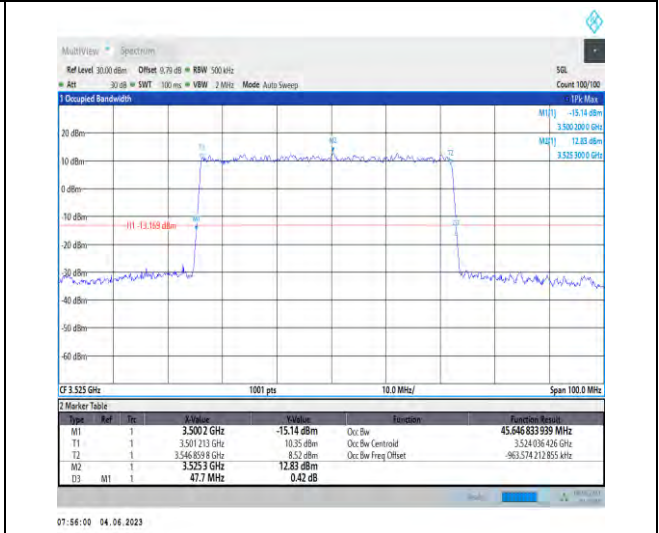 MultiView Spectrum
Ref Level 30.00 dBm Offset 9.79 dB RBW 500 kHz SGL
Att 30 dB SWT 100 ms VBW 2 MHz Mode Auto Sweep Count 100/100
1 Occupied Bandwidth 1Pk Max
M1[1] -15.14 dBm
3.500 200 0 GHz
M2[1] 12.83 dBm
3.525 300 0 GHz
20 dBm
T1 M2 T2
10 dBm
0 dBm
-10 dBm
H1 -13.169 dBm
-20 dBm
-30 dBm
-40 dBm
-50 dBm
-60 dBm
CF 3.525 GHz 1001 pts 10.0 MHz/ Span 100.0 MHz
2 Marker Table
Type Ref Trc X-Value Y-Value Function Function Result
M1 1 3.5002 GHz -15.14 dBm Occ Bw 45.646 833 939 MHz
T1 1 3.501 213 GHz 10.35 dBm Occ Bw Centroid 3.524 036 426 GHz
T2 1 3.546 859 8 GHz 8.52 dBm Occ Bw Freq Offset -963.574 212 855 kHz
M2 1 3.5253 GHz 12.83 dBm
D3 M1 1 47.7 MHz 0.42 dB
07:56:00 04.06.2023